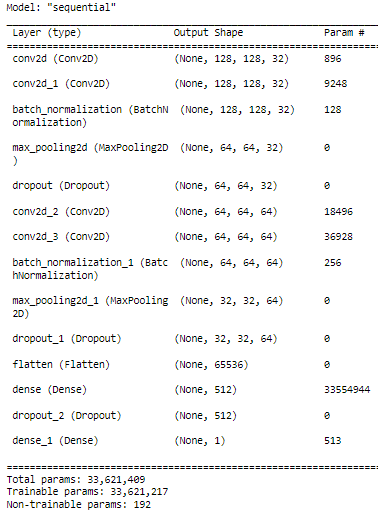 Model: "sequential"
Layer (type) Output Shape Param #
conv2d (Conv2D) (None, 128, 128, 32) 896
conv2d_1 (Conv2D) (None, 128, 128, 32) 9248
batch_normalization (BatchN (None, 128, 128, 32) 128
ormalization)
max_pooling2d (MaxPooling2D (None, 64, 64, 32) 0
)
dropout (Dropout) (None, 64, 64, 32) 0
conv2d_2 (Conv2D) (None, 64, 64, 64) 18496
conv2d_3 (Conv2D) (None, 64, 64, 64) 36928
batch_normalization_1 (Batc (None, 64, 64, 64) 256
hNormalization)
max_pooling2d_1 (MaxPooling (None, 32, 32, 64) 0
2D)
dropout_1 (Dropout) (None, 32, 32, 64) 0
flatten (Flatten) (None, 65536) 0
dense (Dense) (None, 512) 33554944
dropout_2 (Dropout) (None, 512) 0
dense_1 (Dense) (None, 1) 513
Total params: 33,621,409
Trainable params: 33,621,217
Non-trainable params: 192